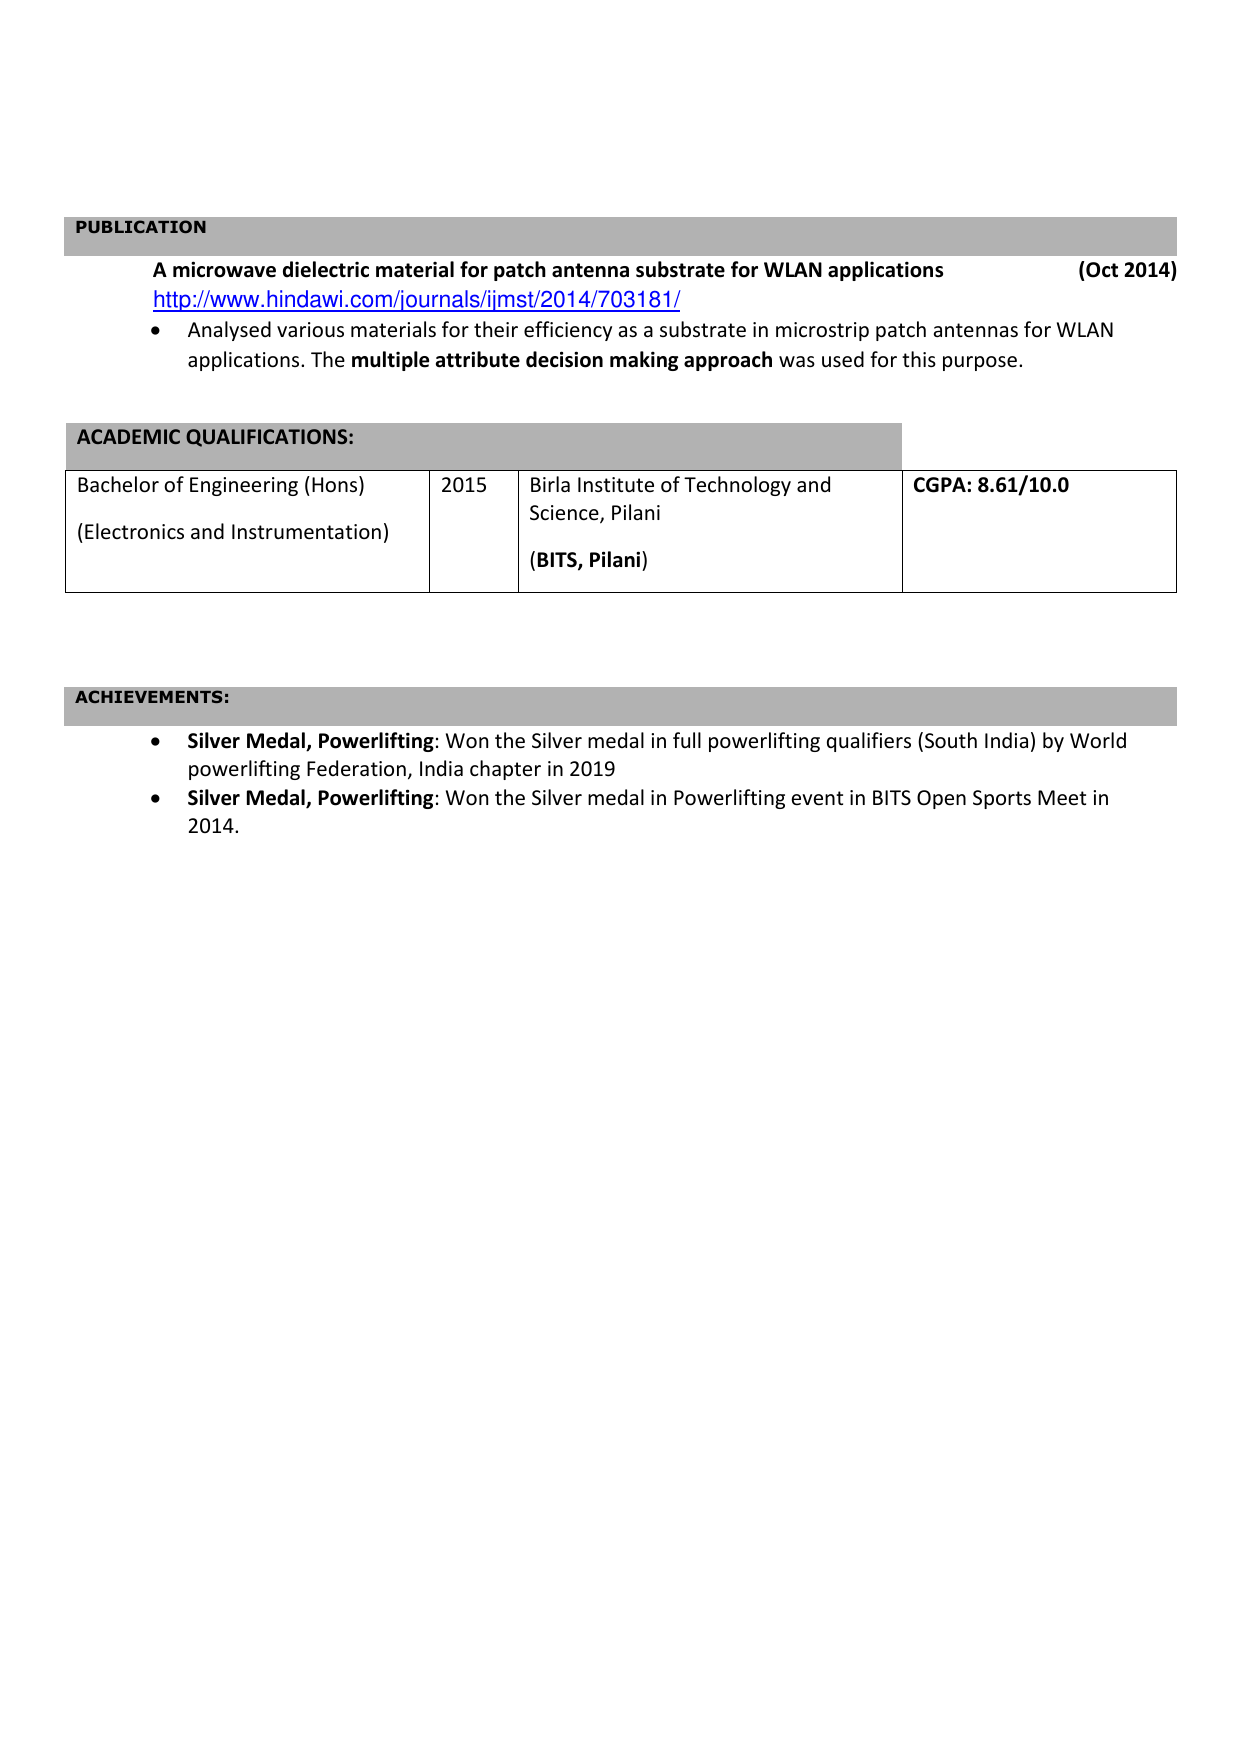 PUBLICATION
A microwave dielectric material for patch antenna substrate for WLAN applications (Oct 2014)
http://www.hindawi.com/journals/ijmst/2014/703181/
• Analysed various materials for their efficiency as a substrate in microstrip patch antennas for WLAN
applications. The multiple attribute decision making approach was used for this purpose.
ACADEMIC QUALIFICATIONS:
Bachelor of Engineering (Hons)
(Electronics and Instrumentation)
2015
Birla Institute of Technology and
Science, Pilani
(BITS, Pilani)
CGPA: 8.61/10.0
ACHIEVEMENTS:
• Silver Medal, Powerlifting: Won the Silver medal in full powerlifting qualifiers (South India) by World
powerlifting Federation, India chapter in 2019
• Silver Medal, Powerlifting: Won the Silver medal in Powerlifting event in BITS Open Sports Meet in
2014.